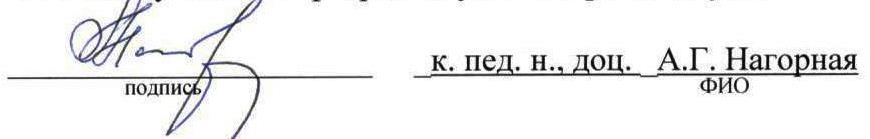 к. пед. н., доц. А.Г. Нагорная
подпись ФИО